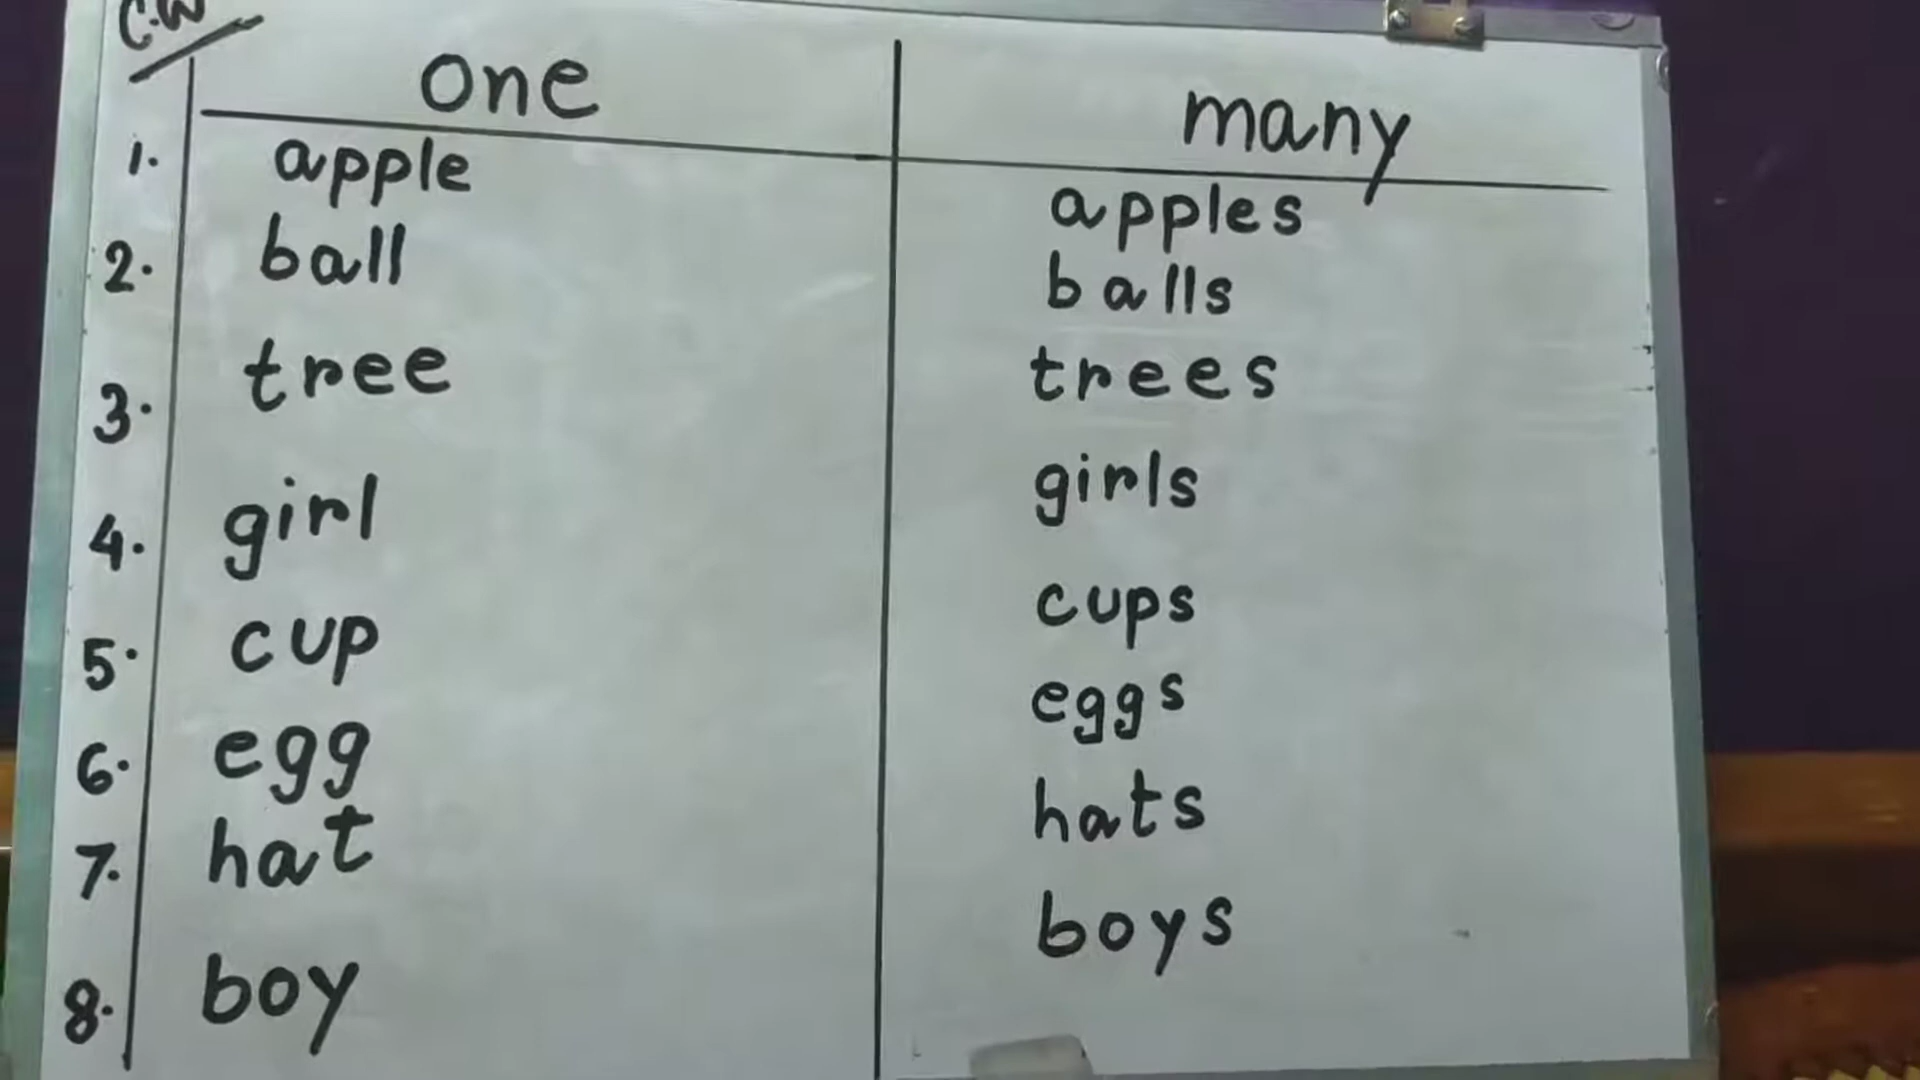 C.W
one many
1. apple apples
2. ball balls
3. tree trees
4. girl girls
5. cup cups
6. egg eggs
7. hat hats
8. boy boys